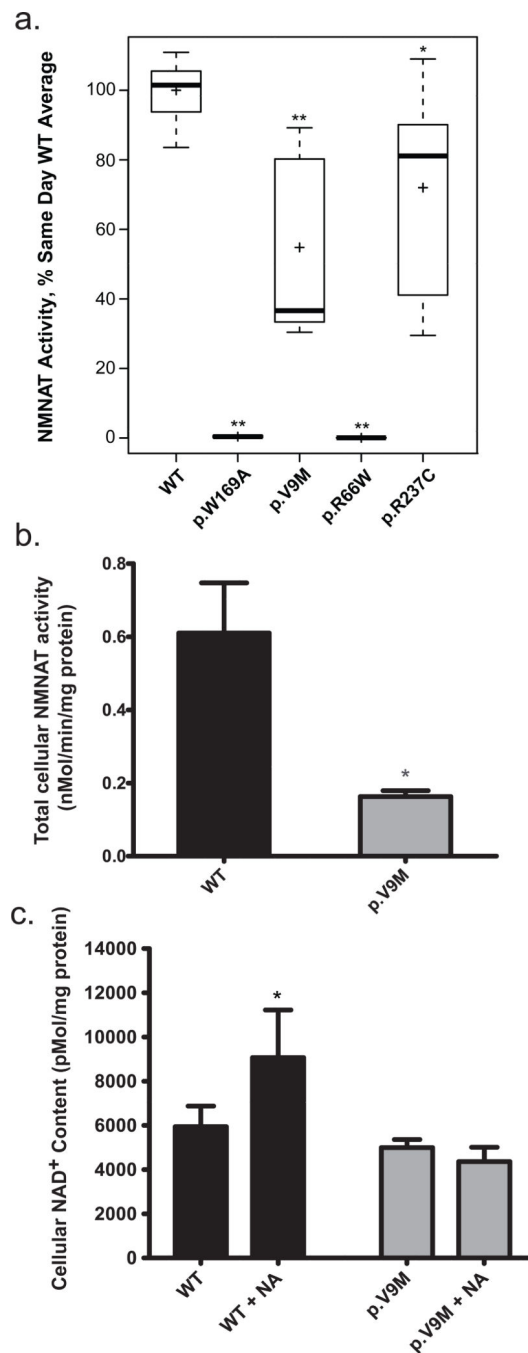 a.
NMNAT Activity, % Same Day WT Average
100
80
60
40
20
0
**
**
**
*
WT
p.W169A
p.V9M
p.R66W
p.R237C
b.
Total cellular NMNAT activity
(nMol/min/mg protein)
0.8
0.6
0.4
0.2
0.0
*
WT
p.V9M
c.
Cellular NAD⁺ Content (pMol/mg protein)
14000
12000
10000
8000
6000
4000
2000
0
*
WT
WT + NA
p.V9M
p.V9M + NA